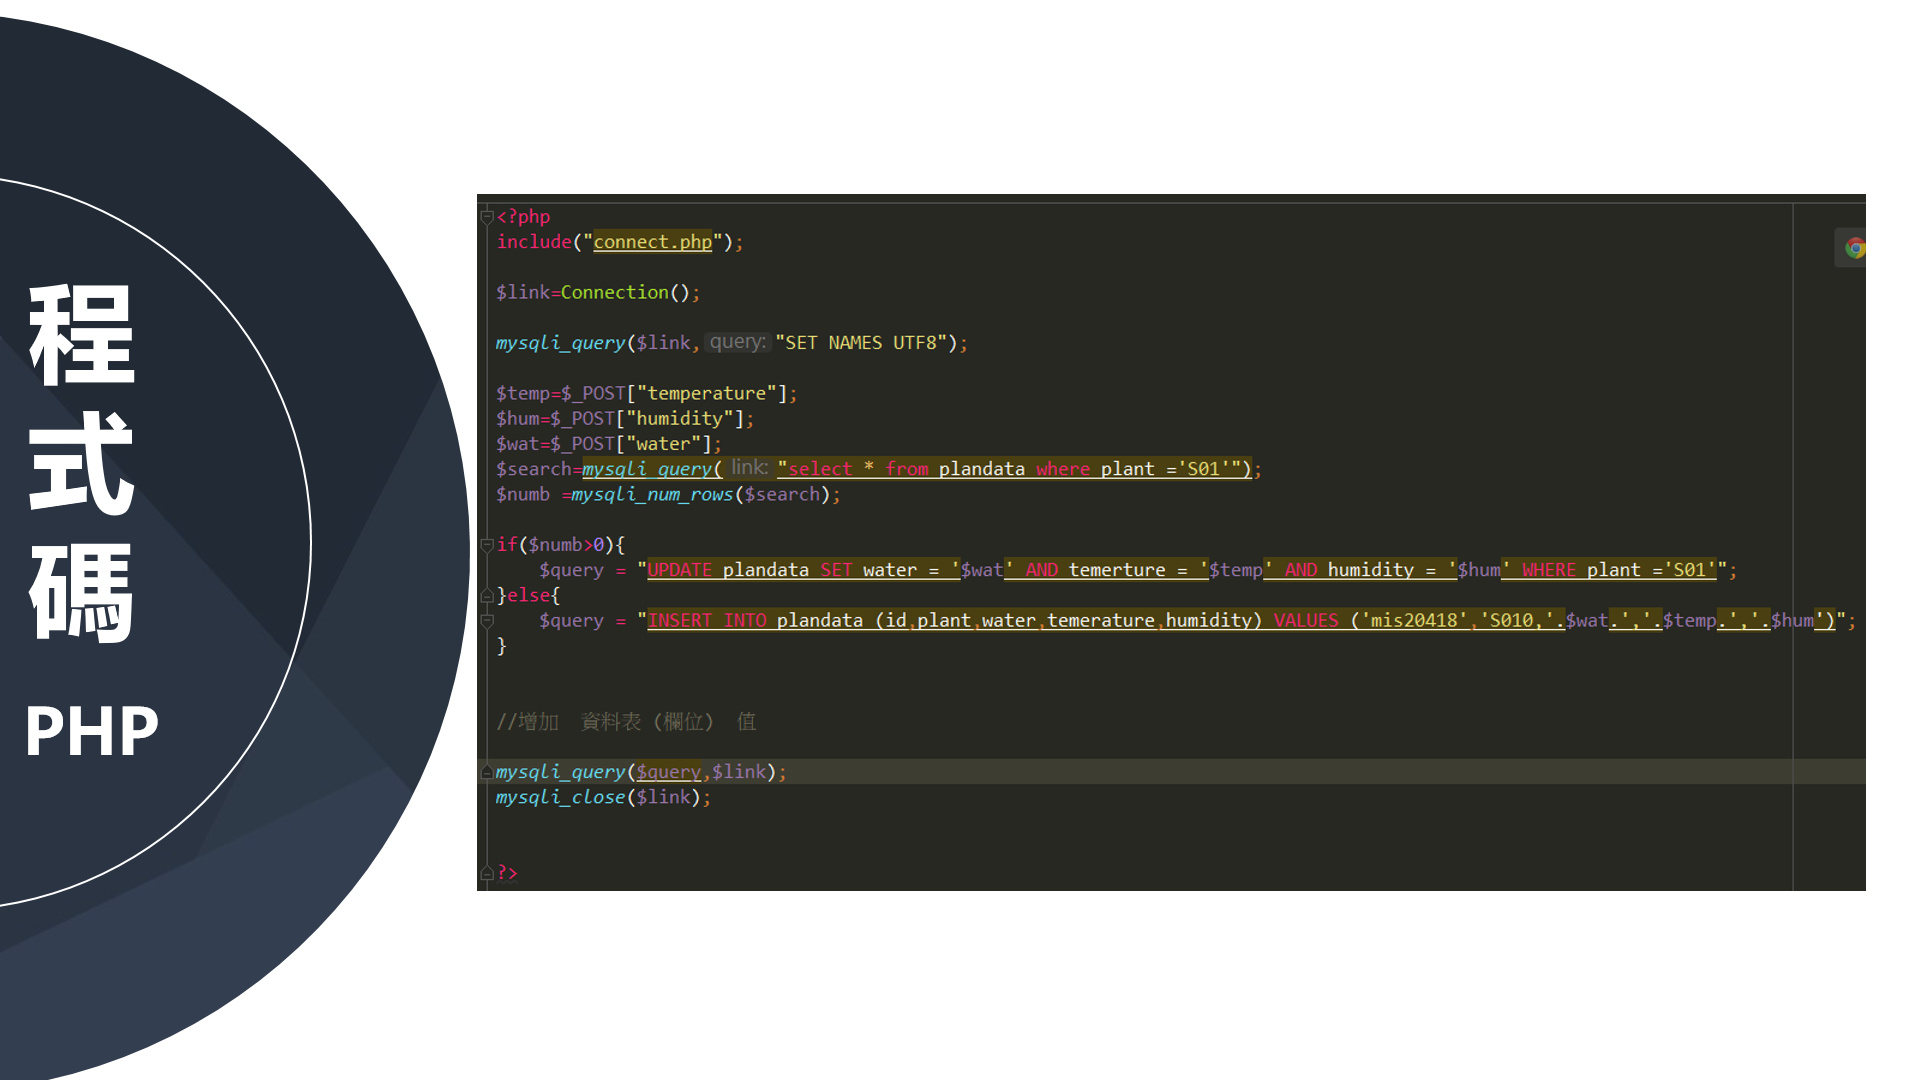 程
式
碼
PHP
<?php
include("connect.php");
$link=Connection();
mysqli_query($link, query: "SET NAMES UTF8");
$temp=$_POST["temperature"];
$hum=$_POST["humidity"];
$wat=$_POST["water"];
$search=mysqli_query( link: "select * from plandata where plant ='S01'");
$numb =mysqli_num_rows($search);
if($numb>0){
    $query = "UPDATE plandata SET water = '$wat' AND temerture = '$temp' AND humidity = '$hum' WHERE plant ='S01'";
}else{
    $query = "INSERT INTO plandata (id,plant,water,temerature,humidity) VALUES ('mis20418','S010,'.$wat.','.$temp.','.$hum')";
}
//增加  資料表（欄位）  值
mysqli_query($query,$link);
mysqli_close($link);
?>